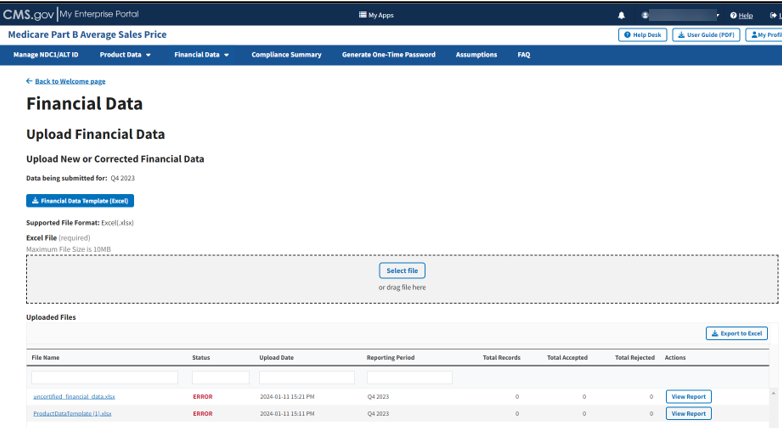 CMS.gov My Enterprise Portal My Apps Help
Medicare Part B Average Sales Price Help Desk User Guide (PDF) My Profi
Manage NDC1/ALT ID Product Data Financial Data Compliance Summary Generate One-Time Password Assumptions FAQ
Back to Welcome page
Financial Data
Upload Financial Data
Upload New or Corrected Financial Data
Data being submitted for: Q4 2023
Financial Data Template (Excel)
Supported File Format: Excel(.xlsx)
Excel File (required)
Maximum File Size is 10MB
Select file
or drag file here
Uploaded Files
Export to Excel
File Name Status Upload Date Reporting Period Total Records Total Accepted Total Rejected Actions
uncertified_financial_data.xlsx ERROR 2024-01-11 15:21 PM Q4 2023 0 0 0 View Report
ProductDataTemplate (1).xlsx ERROR 2024-01-11 15:11 PM Q4 2023 0 0 0 View Report